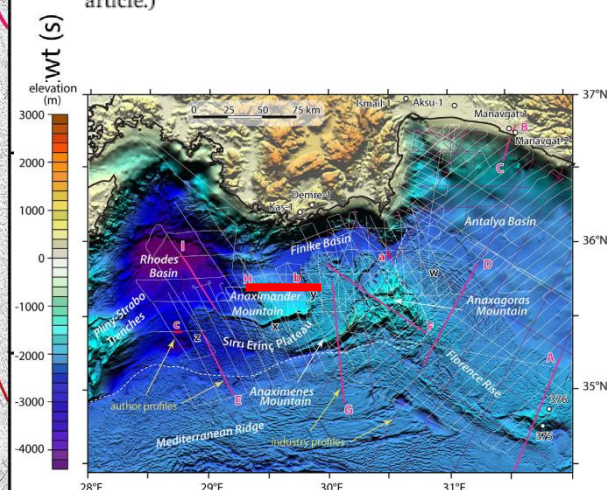 article.)
wt (s)
elevation
(m)
3000
2000
1000
0
-1000
-2000
-3000
-4000
0 25 50 75 km
Ismail-1
Aksu-1
Manavgat-1
B
Manavgat-2
C
37°N
Demre-1
Kaş-1
Antalya Basin
Finike Basin
I
Rhodes
Basin
a
36°N
w
D
H
b
y
Anaximander
Mountain
Anaxagoras
Mountain
Pliny-Strabo
Trenches
c
z
x
Sırrı Erinç Plateau
F
Florence Rise
A
35°N
Anaximenes
Mountain
author profiles
E
G
industry profiles
Mediterranean Ridge
376
375
28°E
29°E
30°E
31°E